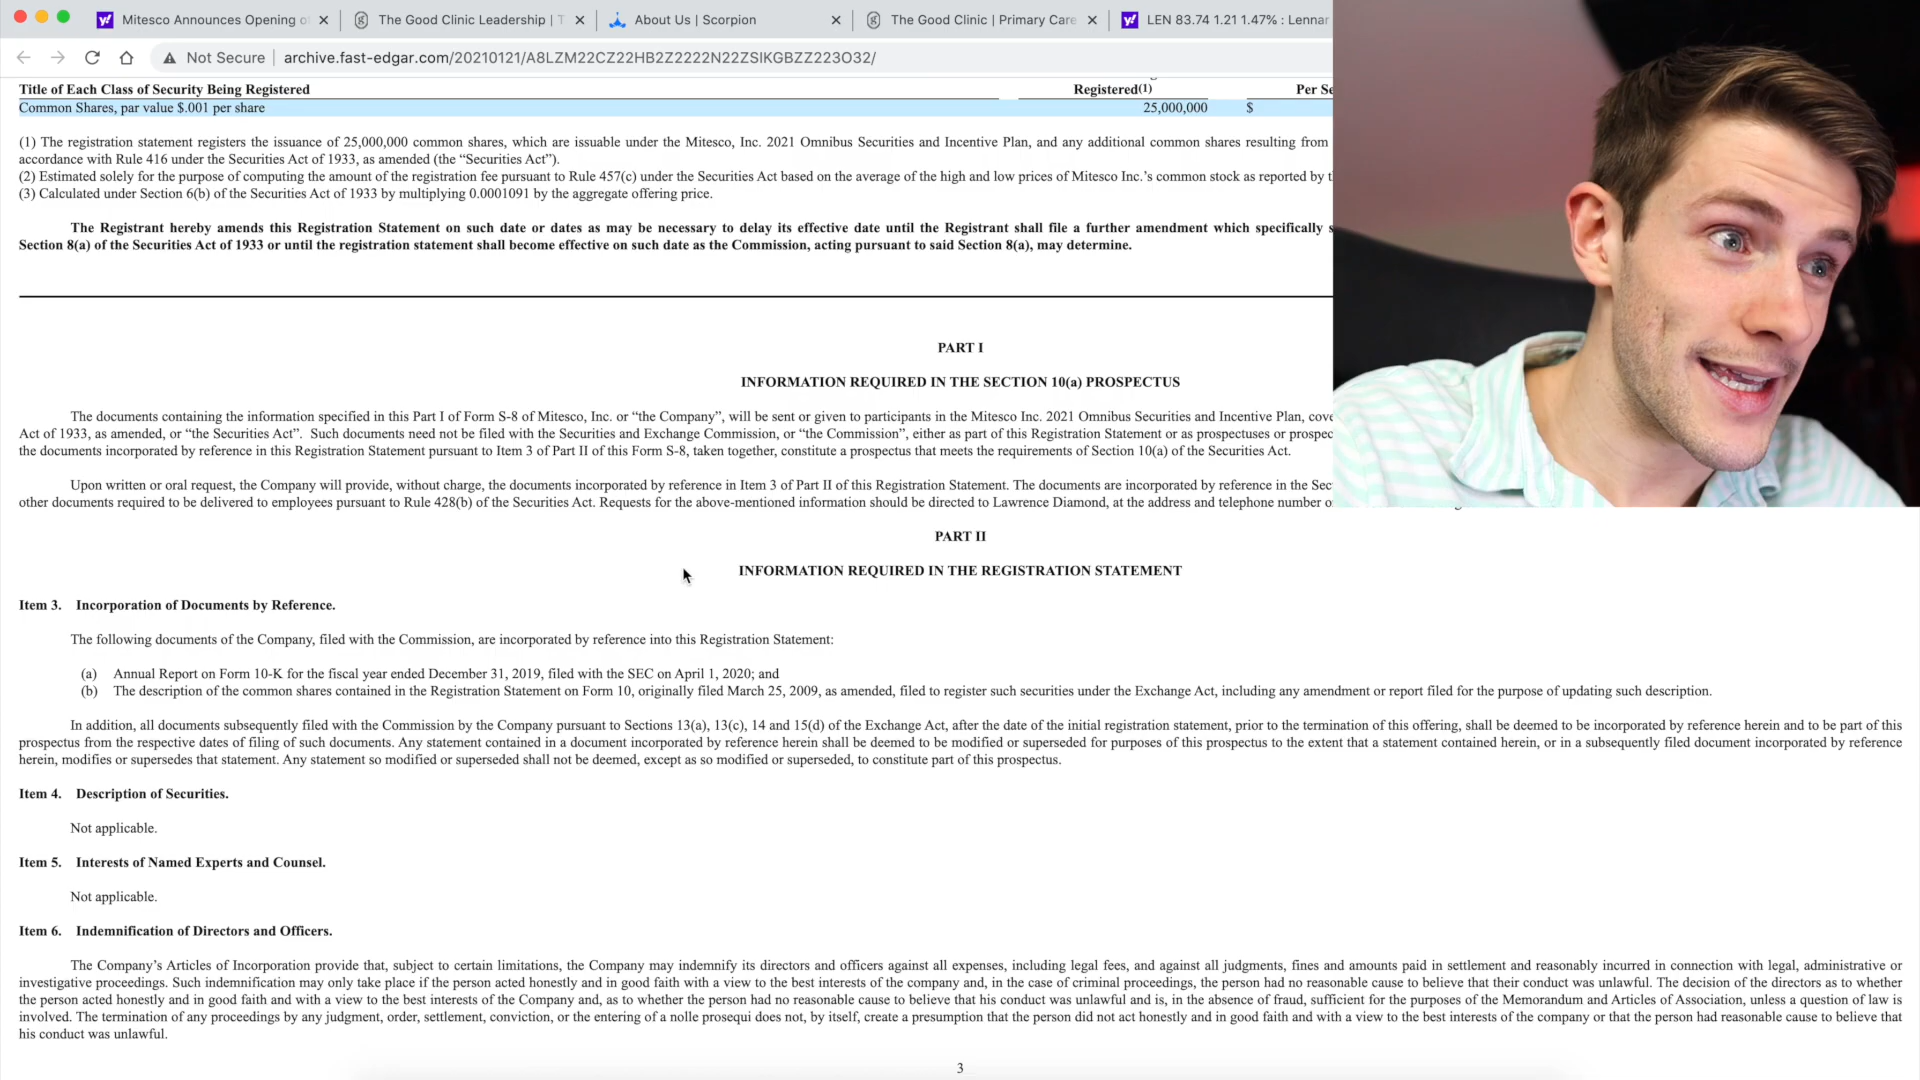 Mitesco Announces Opening o
The Good Clinic Leadership | T
About Us | Scorpion
The Good Clinic | Primary Care
LEN 83.74 1.21 1.47% : Lennar
Not Secure | archive.fast-edgar.com/20210121/A8LZM22CZ22HB2Z2222N22ZSIKGBZZ223O32/
Title of Each Class of Security Being Registered Registered(1) Per Se
Common Shares, par value $.001 per share 25,000,000 $
(1) The registration statement registers the issuance of 25,000,000 common shares, which are issuable under the Mitesco, Inc. 2021 Omnibus Securities and Incentive Plan, and any additional common shares resulting from
accordance with Rule 416 under the Securities Act of 1933, as amended (the “Securities Act”).
(2) Estimated solely for the purpose of computing the amount of the registration fee pursuant to Rule 457(c) under the Securities Act based on the average of the high and low prices of Mitesco Inc.’s common stock as reported by t
(3) Calculated under Section 6(b) of the Securities Act of 1933 by multiplying 0.0001091 by the aggregate offering price.
The Registrant hereby amends this Registration Statement on such date or dates as may be necessary to delay its effective date until the Registrant shall file a further amendment which specifically s
Section 8(a) of the Securities Act of 1933 or until the registration statement shall become effective on such date as the Commission, acting pursuant to said Section 8(a), may determine.
PART I
INFORMATION REQUIRED IN THE SECTION 10(a) PROSPECTUS
The documents containing the information specified in this Part I of Form S-8 of Mitesco, Inc. or “the Company”, will be sent or given to participants in the Mitesco Inc. 2021 Omnibus Securities and Incentive Plan, cove
Act of 1933, as amended, or “the Securities Act”. Such documents need not be filed with the Securities and Exchange Commission, or “the Commission”, either as part of this Registration Statement or as prospectuses or prospec
the documents incorporated by reference in this Registration Statement pursuant to Item 3 of Part II of this Form S-8, taken together, constitute a prospectus that meets the requirements of Section 10(a) of the Securities Act.
Upon written or oral request, the Company will provide, without charge, the documents incorporated by reference in Item 3 of Part II of this Registration Statement. The documents are incorporated by reference in the Sec
other documents required to be delivered to employees pursuant to Rule 428(b) of the Securities Act. Requests for the above-mentioned information should be directed to Lawrence Diamond, at the address and telephone number o
PART II
INFORMATION REQUIRED IN THE REGISTRATION STATEMENT
Item 3. Incorporation of Documents by Reference.
The following documents of the Company, filed with the Commission, are incorporated by reference into this Registration Statement:
(a) Annual Report on Form 10-K for the fiscal year ended December 31, 2019, filed with the SEC on April 1, 2020; and
(b) The description of the common shares contained in the Registration Statement on Form 10, originally filed March 25, 2009, as amended, filed to register such securities under the Exchange Act, including any amendment or report filed for the purpose of updating such description.
In addition, all documents subsequently filed with the Commission by the Company pursuant to Sections 13(a), 13(c), 14 and 15(d) of the Exchange Act, after the date of the initial registration statement, prior to the termination of this offering, shall be deemed to be incorporated by reference herein and to be part of this
prospectus from the respective dates of filing of such documents. Any statement contained in a document incorporated by reference herein shall be deemed to be modified or superseded for purposes of this prospectus to the extent that a statement contained herein, or in a subsequently filed document incorporated by reference
herein, modifies or supersedes that statement. Any statement so modified or superseded shall not be deemed, except as so modified or superseded, to constitute part of this prospectus.
Item 4. Description of Securities.
Not applicable.
Item 5. Interests of Named Experts and Counsel.
Not applicable.
Item 6. Indemnification of Directors and Officers.
The Company’s Articles of Incorporation provide that, subject to certain limitations, the Company may indemnify its directors and officers against all expenses, including legal fees, and against all judgments, fines and amounts paid in settlement and reasonably incurred in connection with legal, administrative or
investigative proceedings. Such indemnification may only take place if the person acted honestly and in good faith with a view to the best interests of the company and, in the case of criminal proceedings, the person had no reasonable cause to believe that their conduct was unlawful. The decision of the directors as to whether
the person acted honestly and in good faith and with a view to the best interests of the Company and, as to whether the person had no reasonable cause to believe that his conduct was unlawful and is, in the absence of fraud, sufficient for the purposes of the Memorandum and Articles of Association, unless a question of law is
involved. The termination of any proceedings by any judgment, order, settlement, conviction, or the entering of a nolle prosequi does not, by itself, create a presumption that the person did not act honestly and in good faith and with a view to the best interests of the company or that the person had reasonable cause to believe that
his conduct was unlawful.
3